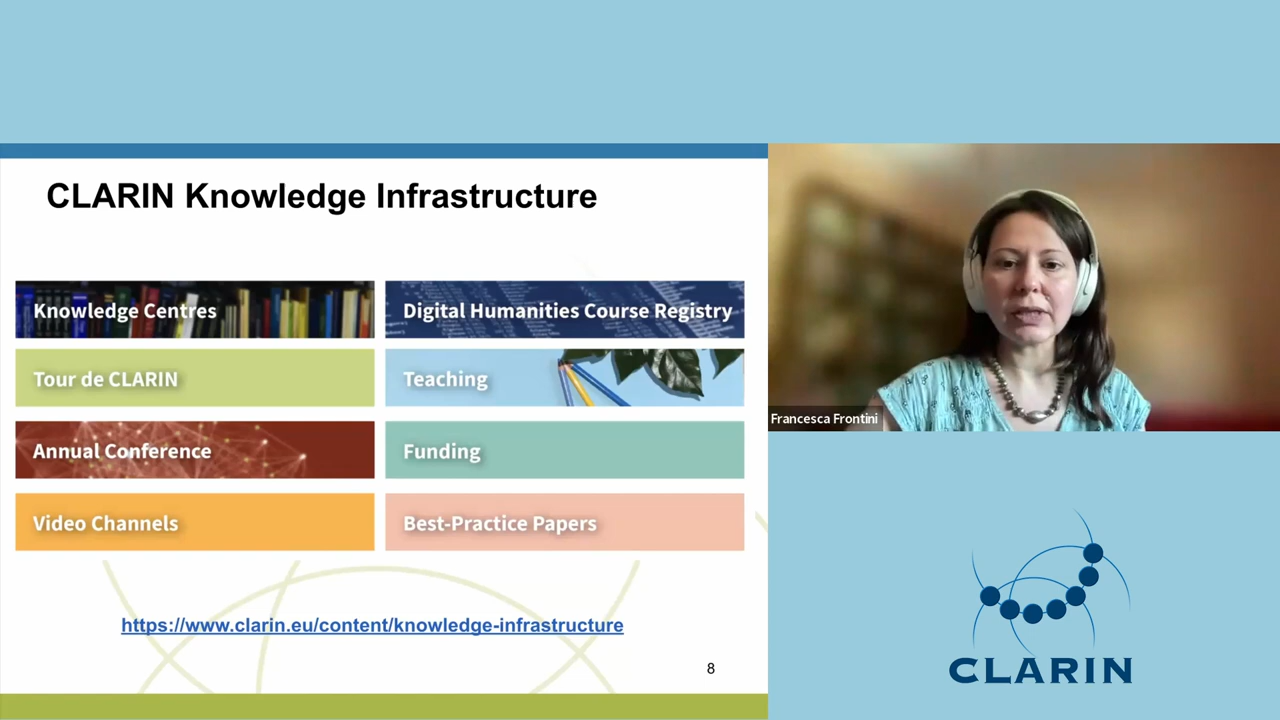 CLARIN Knowledge Infrastructure
Knowledge Centres
Digital Humanities Course Registry
Tour de CLARIN
Teaching
Annual Conference
Funding
Video Channels
Best-Practice Papers
https://www.clarin.eu/content/knowledge-infrastructure
8
Francesca Frontini
CLARIN